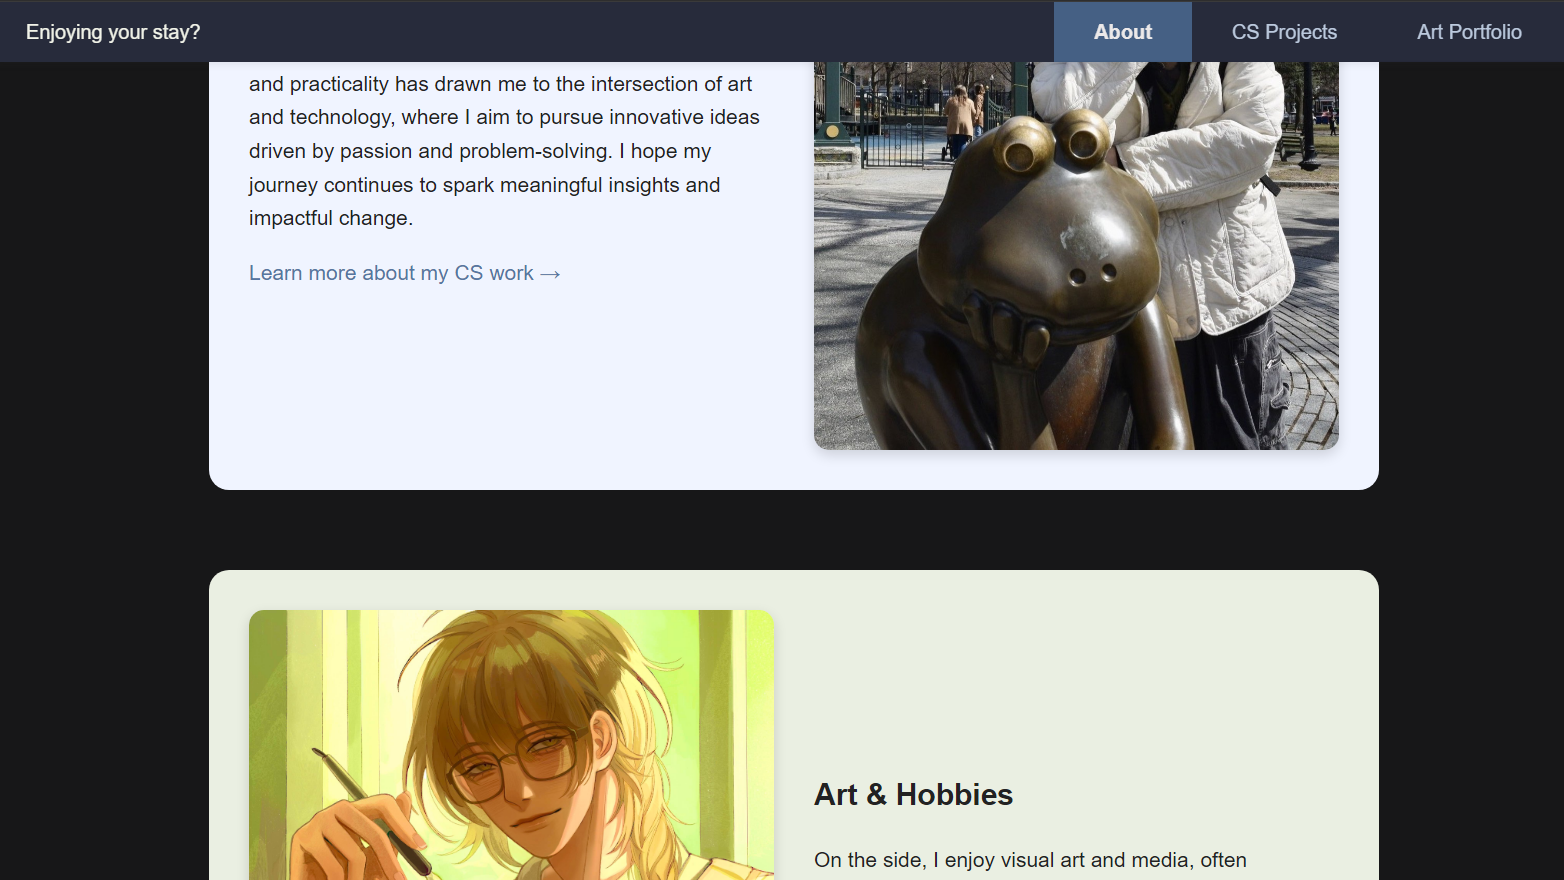 Enjoying your stay?
About
CS Projects
Art Portfolio
and practicality has drawn me to the intersection of art
and technology, where I aim to pursue innovative ideas
driven by passion and problem-solving. I hope my
journey continues to spark meaningful insights and
impactful change.
Learn more about my CS work →
Art & Hobbies
On the side, I enjoy visual art and media, often